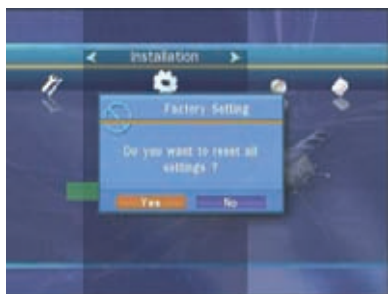 Installation
Factory Setting
Do you want to reset all
settings ?
Yes No